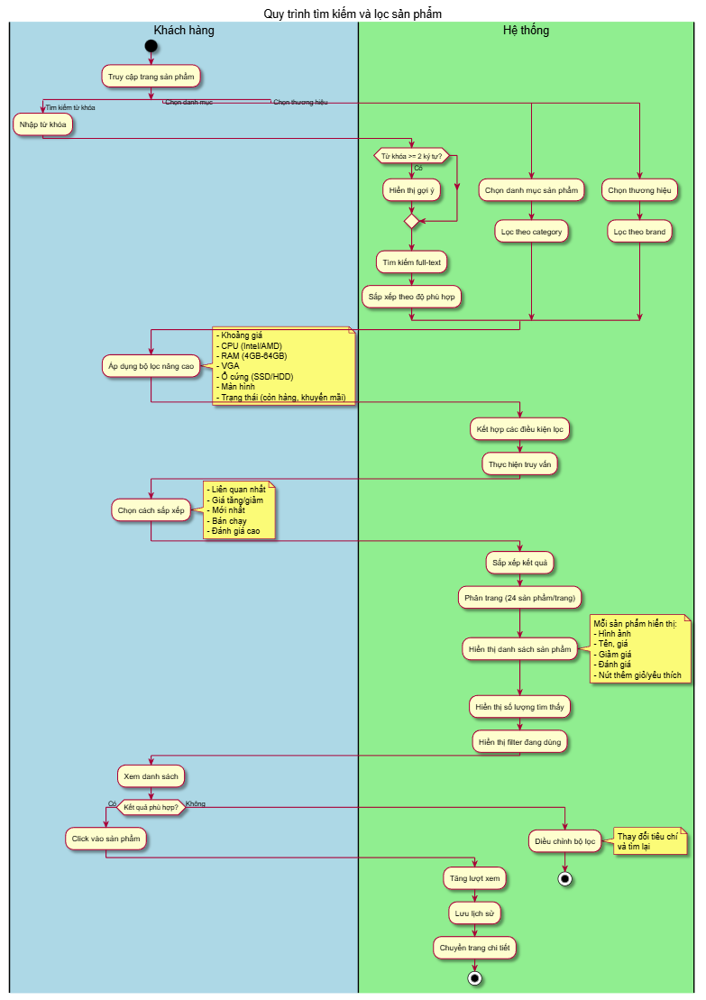 Quy trình tìm kiếm và lọc sản phẩm
Khách hàng
Hệ thống
Truy cập trang sản phẩm
Tìm kiếm từ khóa
Chọn danh mục
Chọn thương hiệu
Nhập từ khóa
Từ khóa >= 2 ký tự?
Có
Hiển thị gợi ý
Chọn danh mục sản phẩm
Chọn thương hiệu
Lọc theo category
Lọc theo brand
Tìm kiếm full-text
Sắp xếp theo độ phù hợp
Áp dụng bộ lọc nâng cao
- Khoảng giá
- CPU (Intel/AMD)
- RAM (4GB-64GB)
- VGA
- Ổ cứng (SSD/HDD)
- Màn hình
- Trạng thái (còn hàng, khuyến mãi)
Kết hợp các điều kiện lọc
Thực hiện truy vấn
Chọn cách sắp xếp
- Liên quan nhất
- Giá tăng/giảm
- Mới nhất
- Bán chạy
- Đánh giá cao
Sắp xếp kết quả
Phân trang (24 sản phẩm/trang)
Hiển thị danh sách sản phẩm
Mỗi sản phẩm hiển thị:
- Hình ảnh
- Tên, giá
- Giảm giá
- Đánh giá
- Nút thêm giỏ/yêu thích
Hiển thị số lượng tìm thấy
Hiển thị filter đang dùng
Xem danh sách
Có
Kết quả phù hợp?
Không
Click vào sản phẩm
Điều chỉnh bộ lọc
Thay đổi tiêu chí
và tìm lại
Tăng lượt xem
Lưu lịch sử
Chuyển trang chi tiết